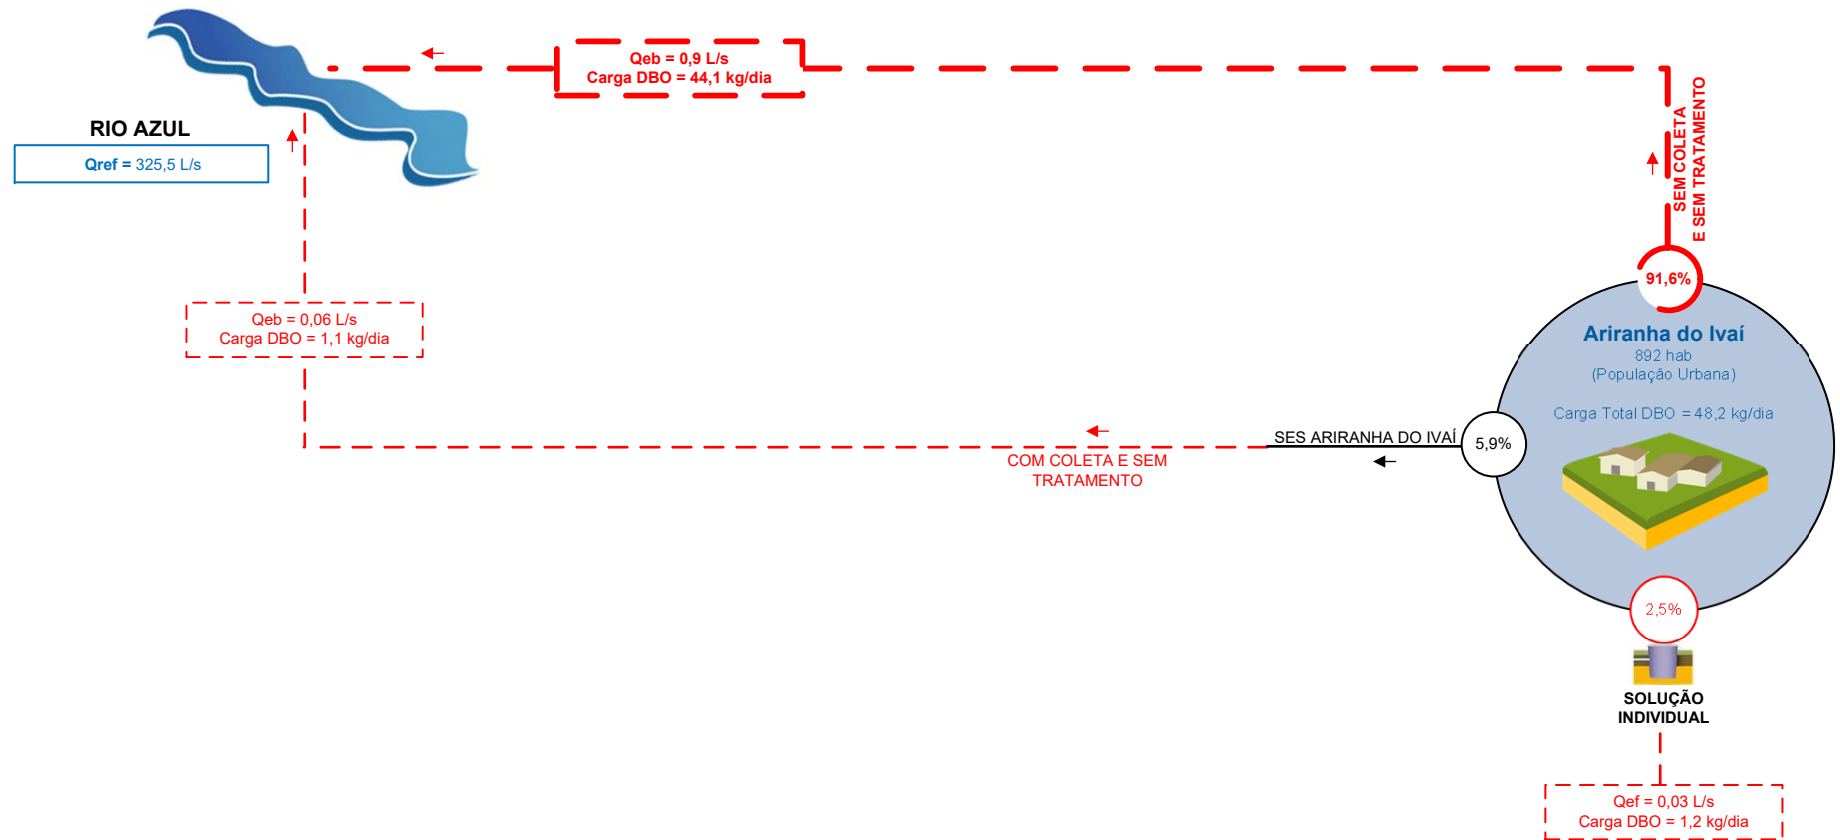 Qeb = 0,9 L/s
Carga DBO = 44,1 kg/dia
SEM COLETA
E SEM TRATAMENTO
RIO AZUL
Qref = 325,5 L/s
91,6%
Qeb = 0,06 L/s
Carga DBO = 1,1 kg/dia
Ariranha do Ivaí
892 hab
(População Urbana)
Carga Total DBO = 48,2 kg/dia
SES ARIRANHA DO IVAÍ
5,9%
COM COLETA E SEM
TRATAMENTO
2,5%
SOLUÇÃO
INDIVIDUAL
Qef = 0,03 L/s
Carga DBO = 1,2 kg/dia